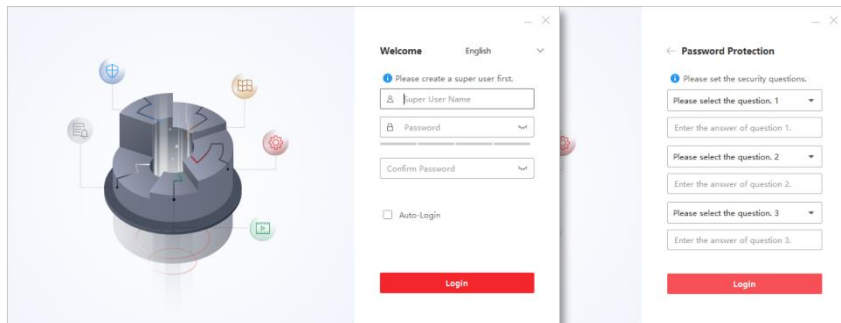 Welcome English
Please create a super user first.
Super User Name
Password
Confirm Password
Auto-Login
Login
Password Protection
Please set the security questions.
Please select the question. 1
Enter the answer of question 1.
Please select the question. 2
Enter the answer of question 2.
Please select the question. 3
Enter the answer of question 3.
Login